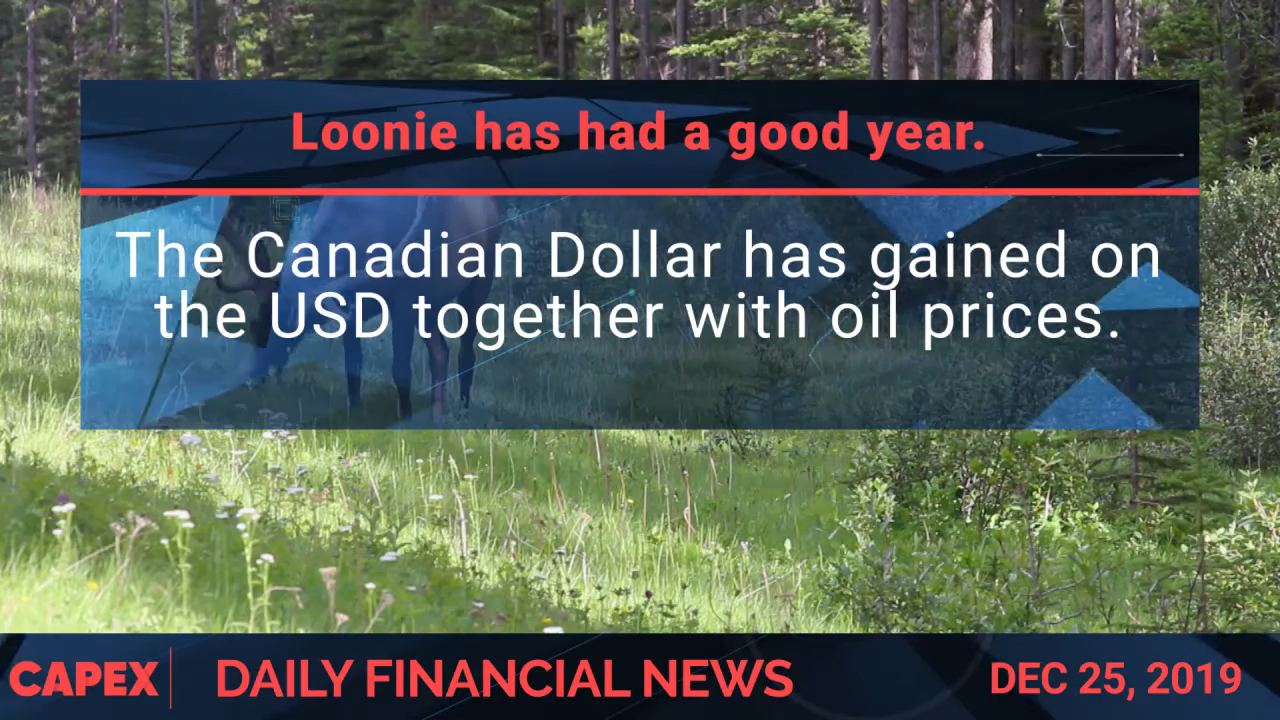 Loonie has had a good year.
The Canadian Dollar has gained on
the USD together with oil prices.
CAPEX
DAILY FINANCIAL NEWS
DEC 25, 2019